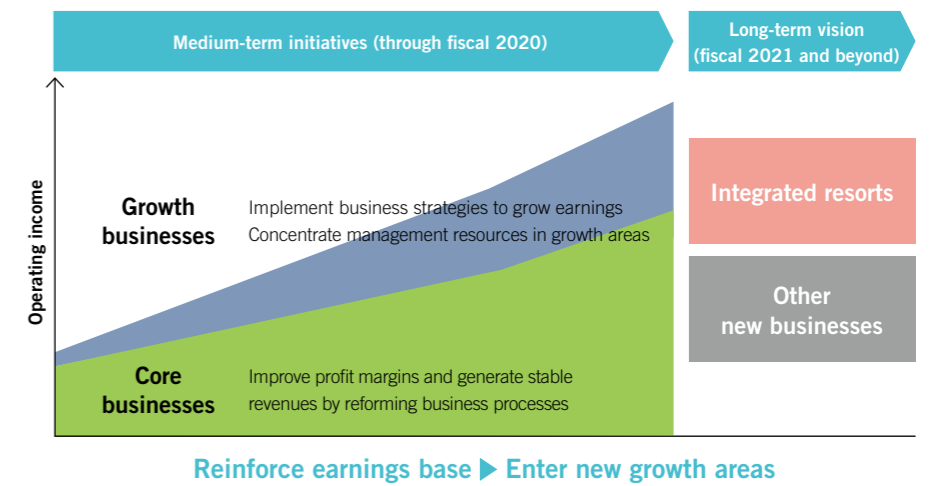 Medium-term initiatives (through fiscal 2020)
Long-term vision
(fiscal 2021 and beyond)
Operating income
Growth
businesses
Implement business strategies to grow earnings
Concentrate management resources in growth areas
Integrated resorts
Other
new businesses
Core
businesses
Improve profit margins and generate stable
revenues by reforming business processes
Reinforce earnings base ▶ Enter new growth areas